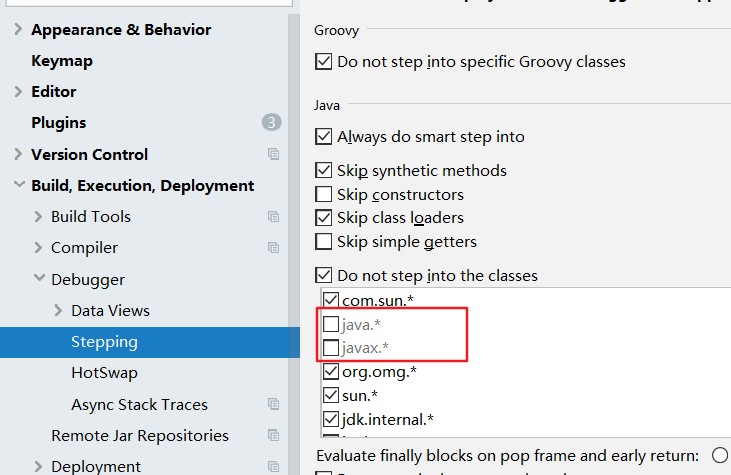 Appearance & Behavior
Keymap
Editor
Plugins 3
Version Control
Build, Execution, Deployment
Build Tools
Compiler
Debugger
Data Views
Stepping
HotSwap
Async Stack Traces
Remote Jar Repositories
Deployment
Groovy
Do not step into specific Groovy classes
Java
Always do smart step into
Skip synthetic methods
Skip constructors
Skip class loaders
Skip simple getters
Do not step into the classes
com.sun.*
java.*
javax.*
org.omg.*
sun.*
jdk.internal.*
Evaluate finally blocks on pop frame and early return: